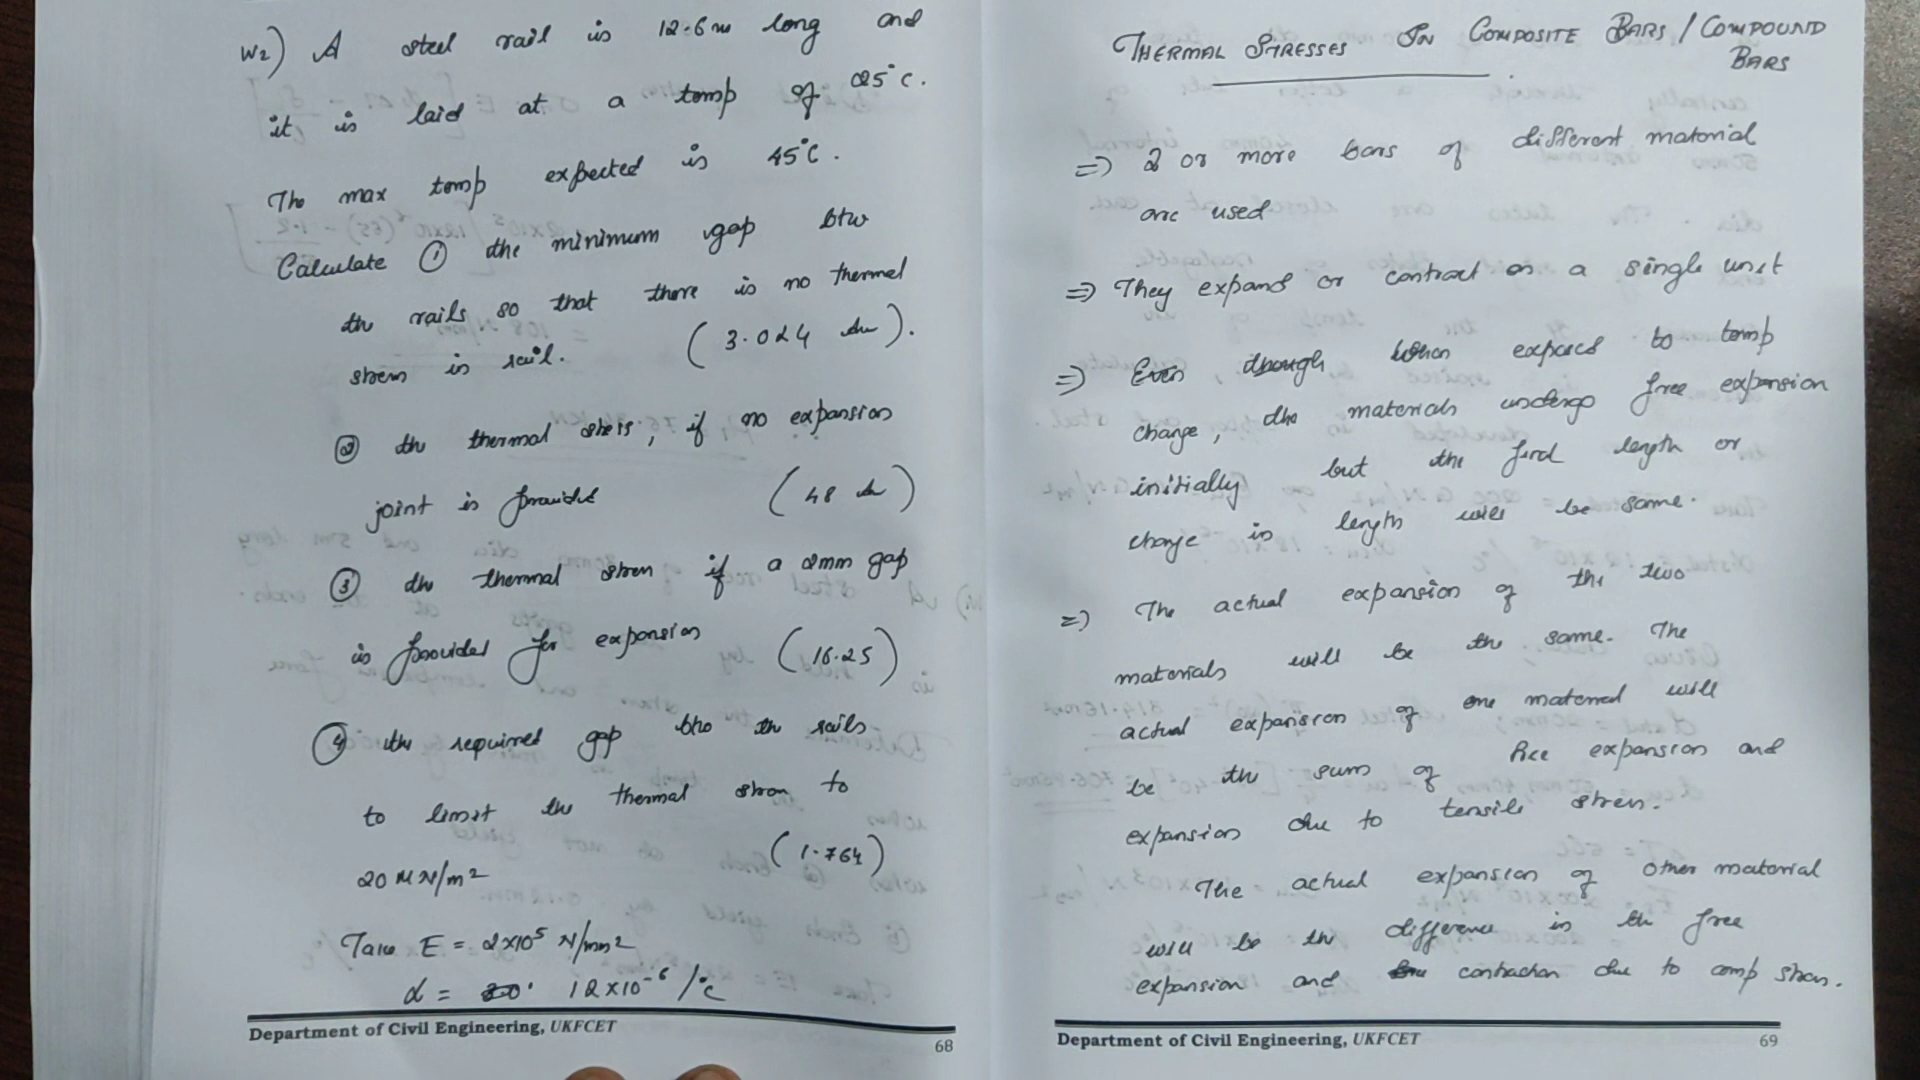 W2) A steel rail is 12.6m long and
it is laid at a temp of 25°C.
The max temp expected is 45°C.
Calculate ① the minimum gap btw
the rails so that there is no thermal
stress in rail. (3.024 )
② the thermal stress, if no expansion
joint is provided (48 )
③ the thermal stress if a 2mm gap
is provided for expansion (16.25)
④ the required gap btw the rails
to limit the thermal stress to
20 MN/m² (1.764)
Take E = 2x10⁵ N/mm²
α = 12x10⁻⁶ /°C
Department of Civil Engineering, UKFCET
68
THERMAL STRESSES IN COMPOSITE BARS / COMPOUND
BARS
=> 2 or more bars of different material
are used
=> They expand or contract as a single unit
=> Even though when exposed to temp
change, the materials undergo free expansion
initially but the final length or
change in length will be same.
=> The actual expansion of the two
materials will be the same. The
actual expansion of one material will
be the sum of free expansion and
expansion due to tensile stress.
The actual expansion of other material
will be the difference in the free
expansion and contraction due to comp stress.
Department of Civil Engineering, UKFCET
69